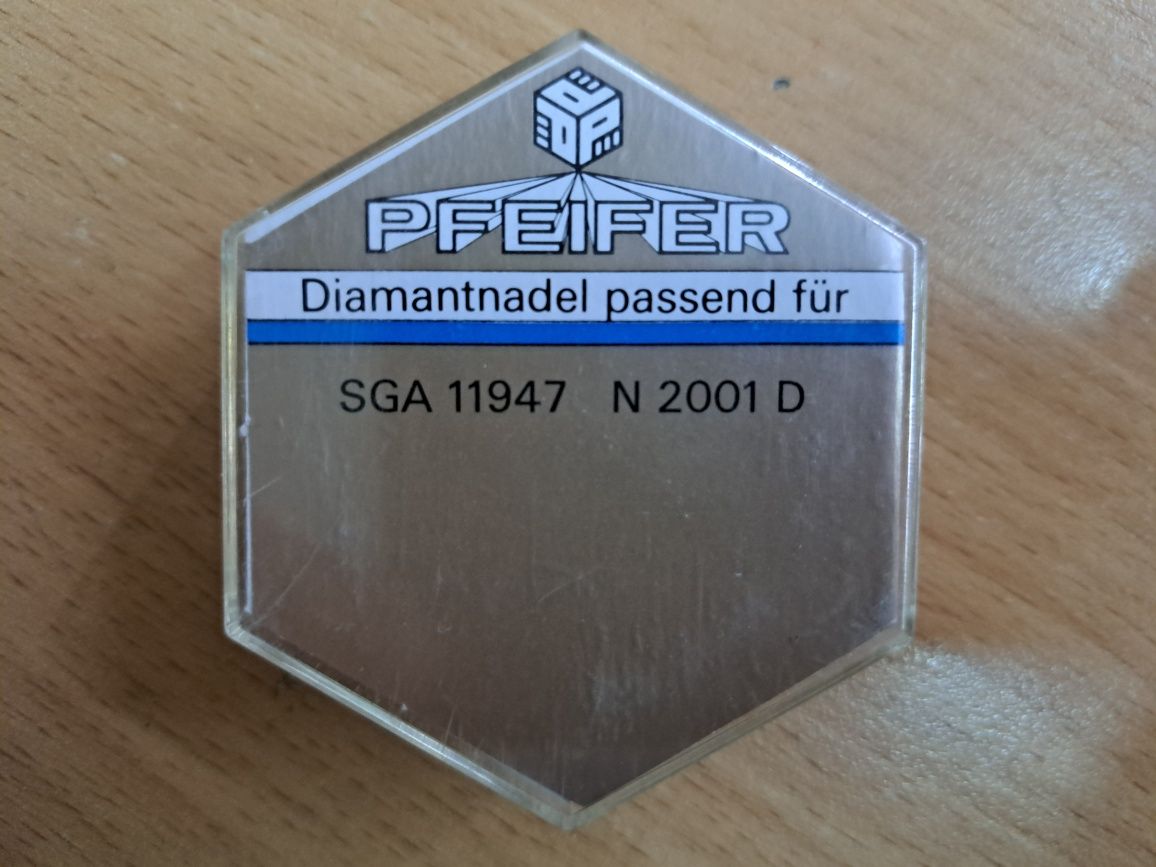 PFEIFER
Diamantnadel passend für
SGA 11947 N 2001 D